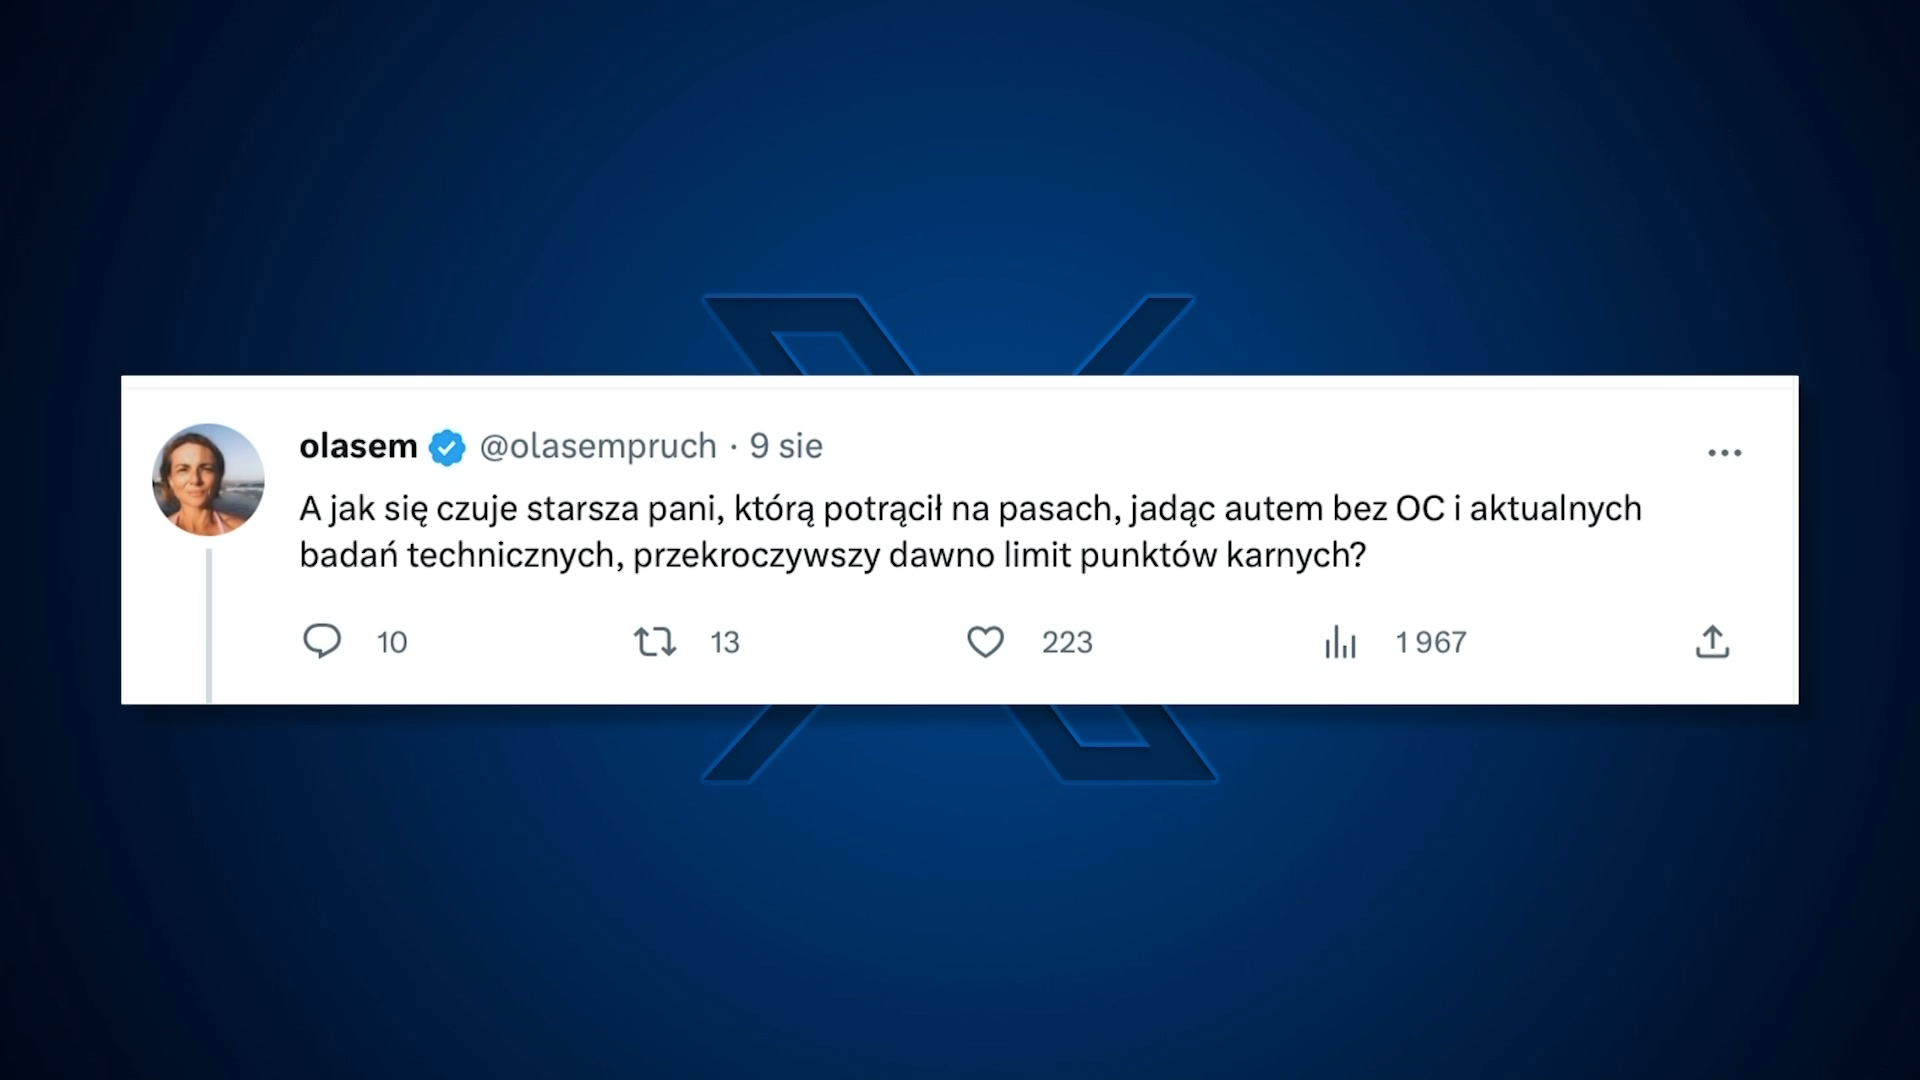 olasem @olasempruch · 9 sie
A jak się czuje starsza pani, którą potrącił na pasach, jadąc autem bez OC i aktualnych
badań technicznych, przekroczywszy dawno limit punktów karnych?
10 13 223 1 967